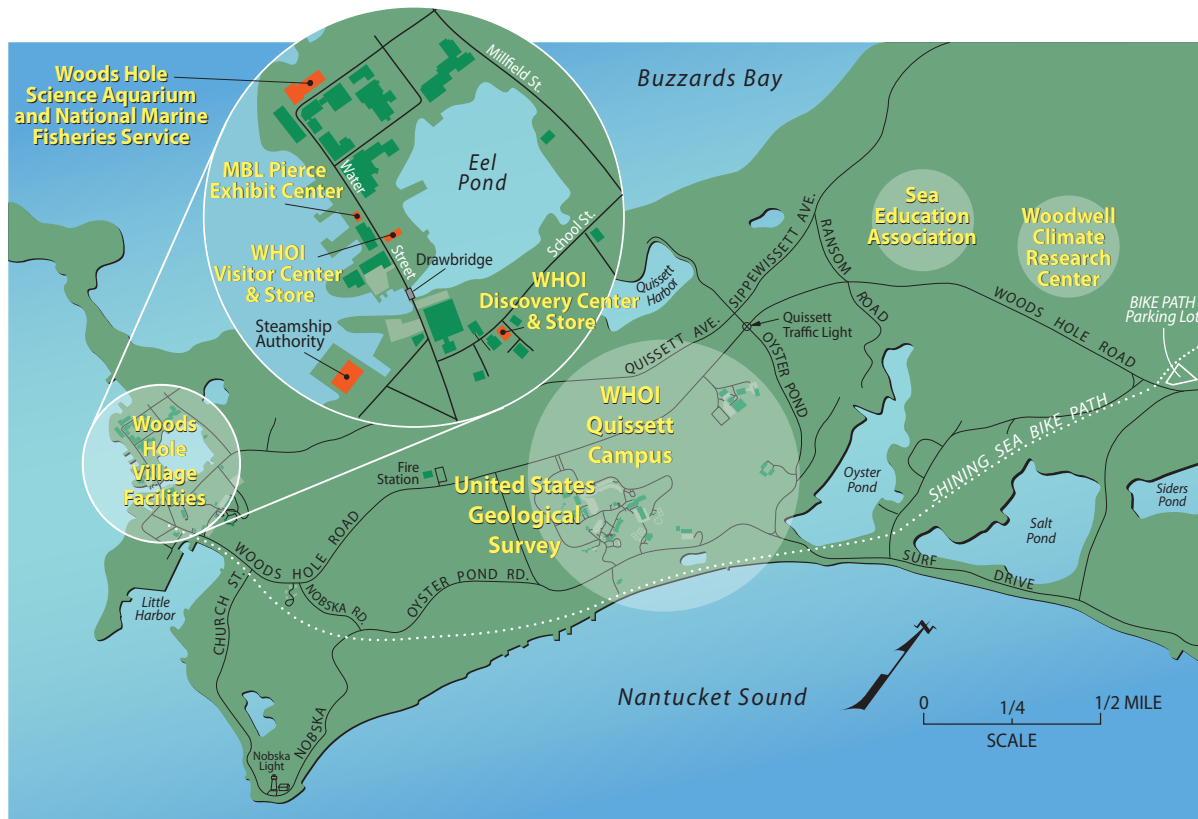 Woods Hole
Science Aquarium
and National Marine
Fisheries Service
Millfield St.
Buzzards Bay
Eel
Pond
MBL Pierce
Exhibit Center
Water
Street
School St.
WHOI
Visitor Center
& Store
Drawbridge
WHOI
Discovery Center
& Store
Steamship
Authority
Quissett
Harbor
Sea
Education
Association
Woodwell
Climate
Research
Center
BIKE PATH
Parking Lot
SIPPEWISSETT AVE.
RANSOM ROAD
WOODS HOLE ROAD
Quissett
Traffic Light
QUISSETT AVE.
OYSTER POND
WHOI
Quissett
Campus
Woods
Hole
Village
Facilities
Fire
Station
United States
Geological
Survey
Oyster
Pond
SHINING SEA BIKE PATH
Salt
Pond
Siders
Pond
WOODS HOLE ROAD
NOBSKA RD.
OYSTER POND RD.
SURF DRIVE
Little
Harbor
CHURCH ST.
NOBSKA
Nobska
Light
Nantucket Sound
N
0 1/4 1/2 MILE
SCALE